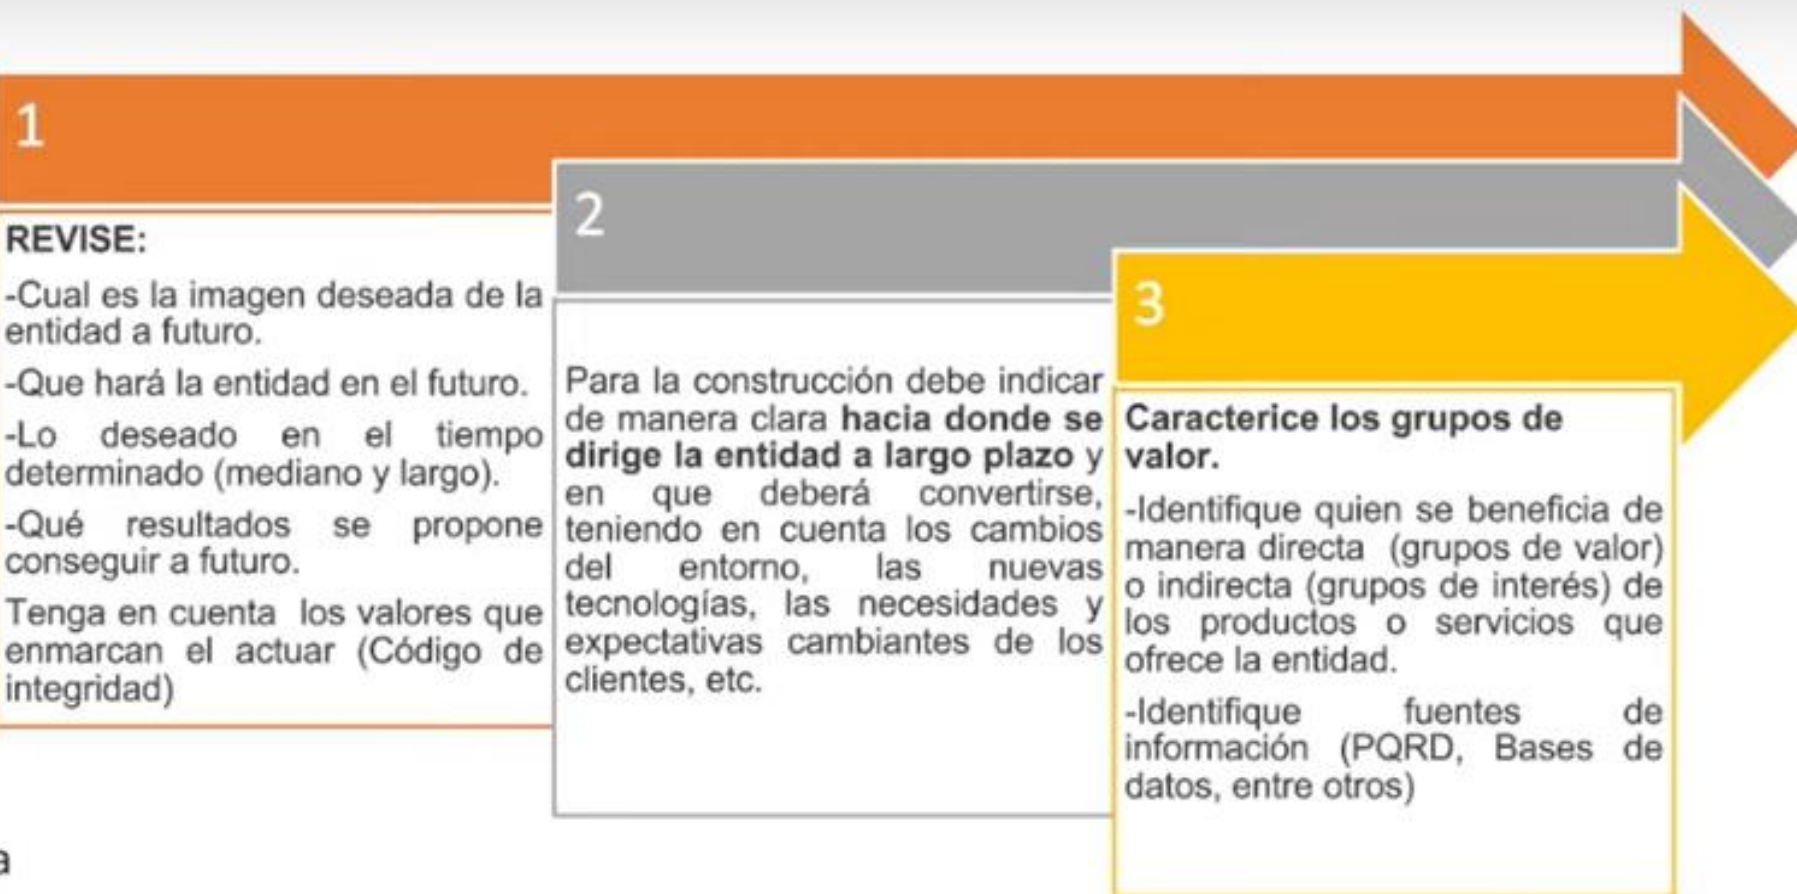 1
REVISE:
-Cual es la imagen deseada de la
entidad a futuro.
-Que hará la entidad en el futuro.
-Lo deseado en el tiempo
determinado (mediano y largo).
-Qué resultados se propone
conseguir a futuro.
Tenga en cuenta los valores que
enmarcan el actuar (Código de
integridad)
2
Para la construcción debe indicar
de manera clara hacia donde se
dirige la entidad a largo plazo y
en que deberá convertirse,
teniendo en cuenta los cambios
del entorno, las nuevas
tecnologías, las necesidades y
expectativas cambiantes de los
clientes, etc.
3
Caracterice los grupos de
valor.
-Identifique quien se beneficia de
manera directa (grupos de valor)
o indirecta (grupos de interés) de
los productos o servicios que
ofrece la entidad.
-Identifique fuentes de
información (PQRD, Bases de
datos, entre otros)